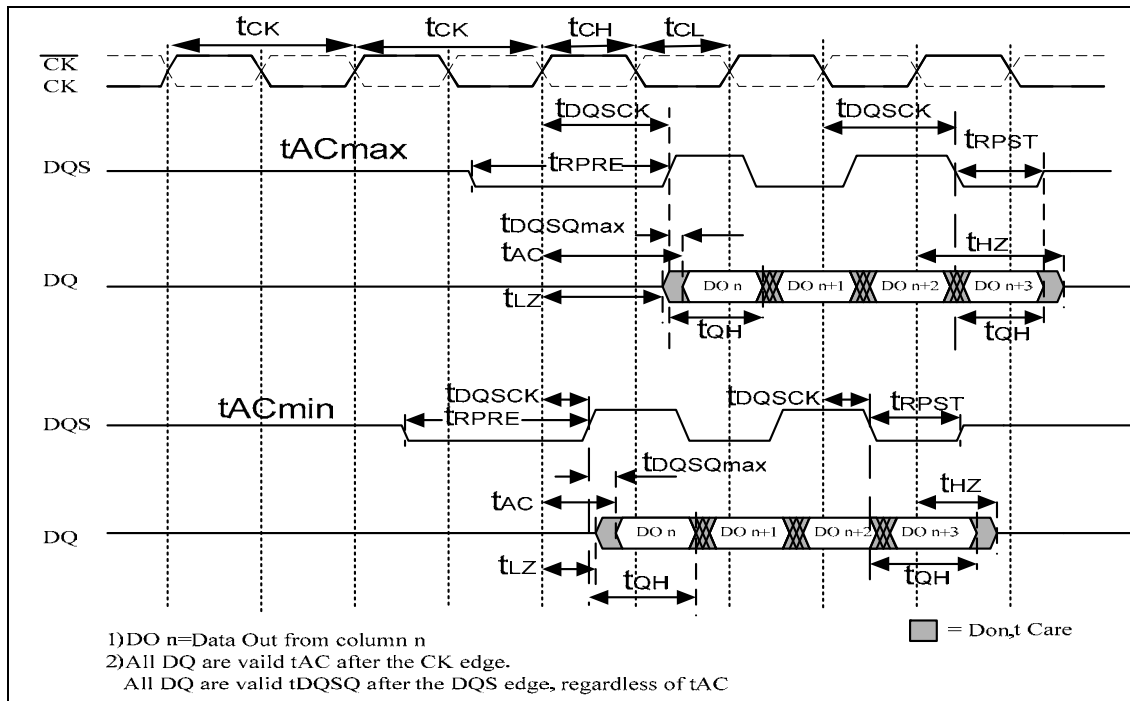 tCK tCK tCH tCL
CK
CK
tDQSCK tDQSCK
tACmax tRPRE tRPST
DQS
tDQSQmax
tAC tHZ
DQ DO n DO n+1 DO n+2 DO n+3
tLZ
tQH tQH
tDQSCK tDQSCK
tACmin tRPRE tRPST
DQS
tDQSQmax
tAC tHZ
DQ DO n DO n+1 DO n+2 DO n+3
tLZ
tQH tQH
1)DO n=Data Out from column n
= Don,t Care
2)All DQ are vaild tAC after the CK edge.
All DQ are valid tDQSQ after the DQS edge, regardless of tAC